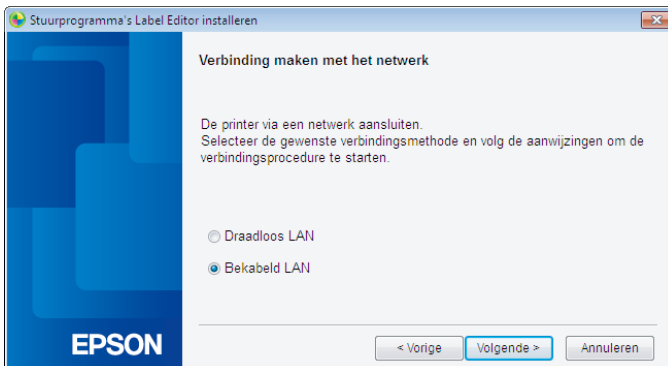 Stuurprogramma's Label Editor installeren
Verbinding maken met het netwerk
De printer via een netwerk aansluiten.
Selecteer de gewenste verbindingsmethode en volg de aanwijzingen om de
verbindingsprocedure te starten.
Draadloos LAN
Bekabeld LAN
EPSON
< Vorige
Volgende >
Annuleren